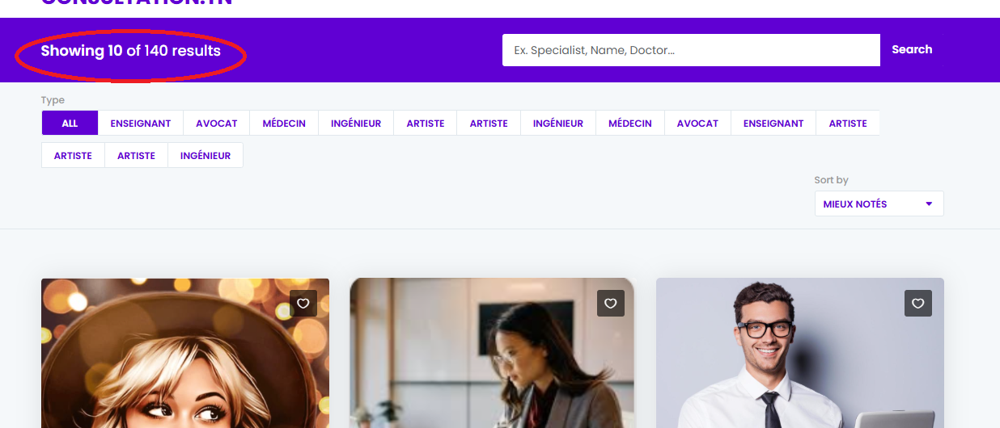 CONSULTATION.TN
Showing 10 of 140 results
Ex. Specialist, Name, Doctor...
Search
Type
ALL
ENSEIGNANT
AVOCAT
MÉDECIN
INGÉNIEUR
ARTISTE
ARTISTE
INGÉNIEUR
MÉDECIN
AVOCAT
ENSEIGNANT
ARTISTE
ARTISTE
ARTISTE
INGÉNIEUR
Sort by
MIEUX NOTÉS